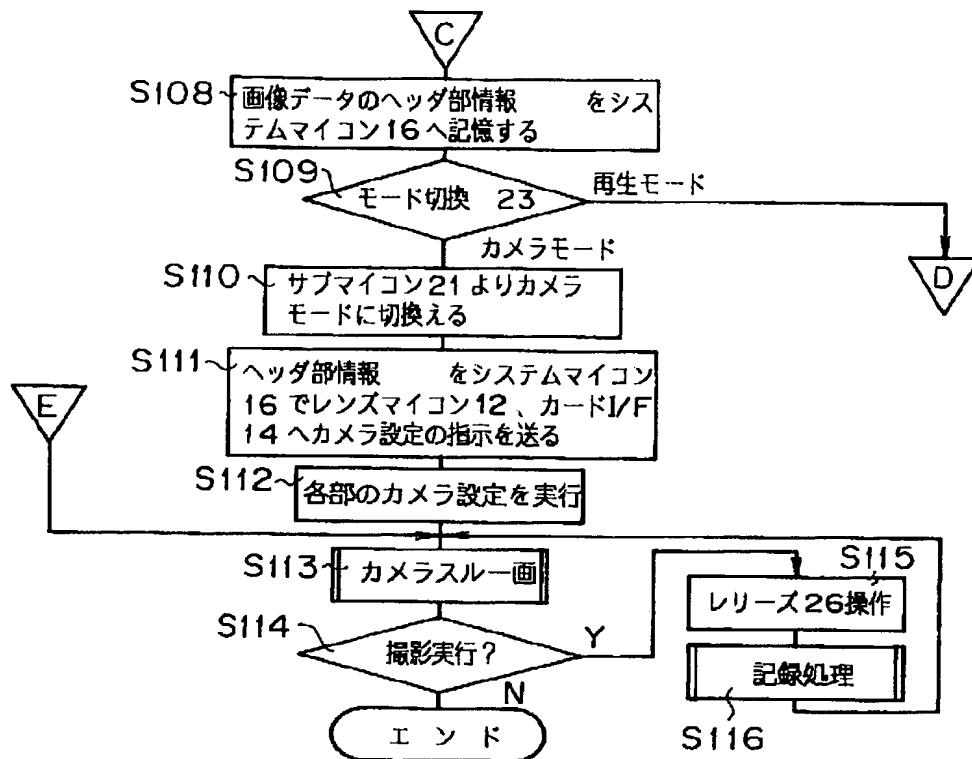 C
S108
画像データのヘッダ部情報 をシス
テムマイコン16へ記憶する
S109
モード切換 23
再生モード
カメラモード
D
S110
サブマイコン21よりカメラ
モードに切換える
S111
ヘッダ部情報 をシステムマイコン
16でレンズマイコン12、カードI/F
14へカメラ設定の指示を送る
E
S112
各部のカメラ設定を実行
S113
カメラスルー画
S114
撮影実行?
Y
N
S115
レリーズ26操作
記録処理
S116
エンド